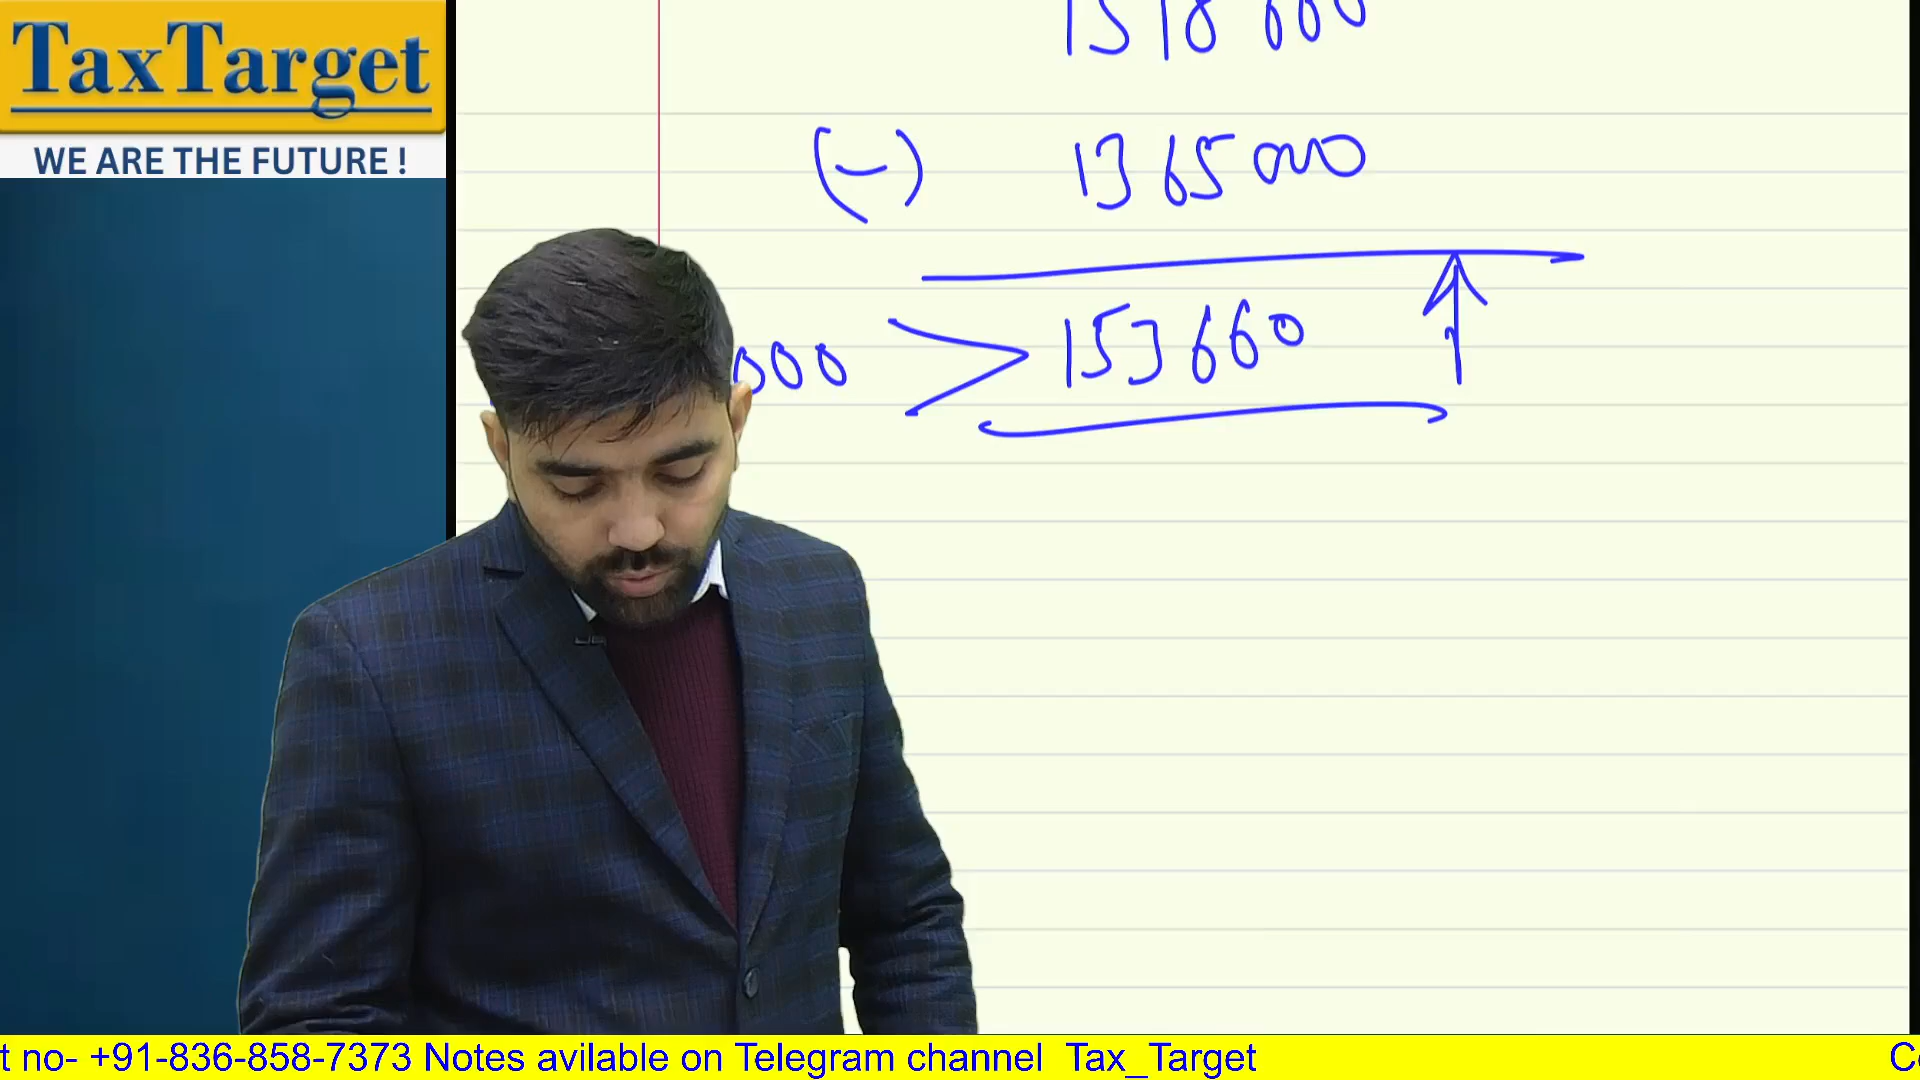 TaxTarget
WE ARE THE FUTURE !
(-) 1365000
000 > 153660
t no- +91-836-858-7373 Notes avilable on Telegram channel Tax_Target